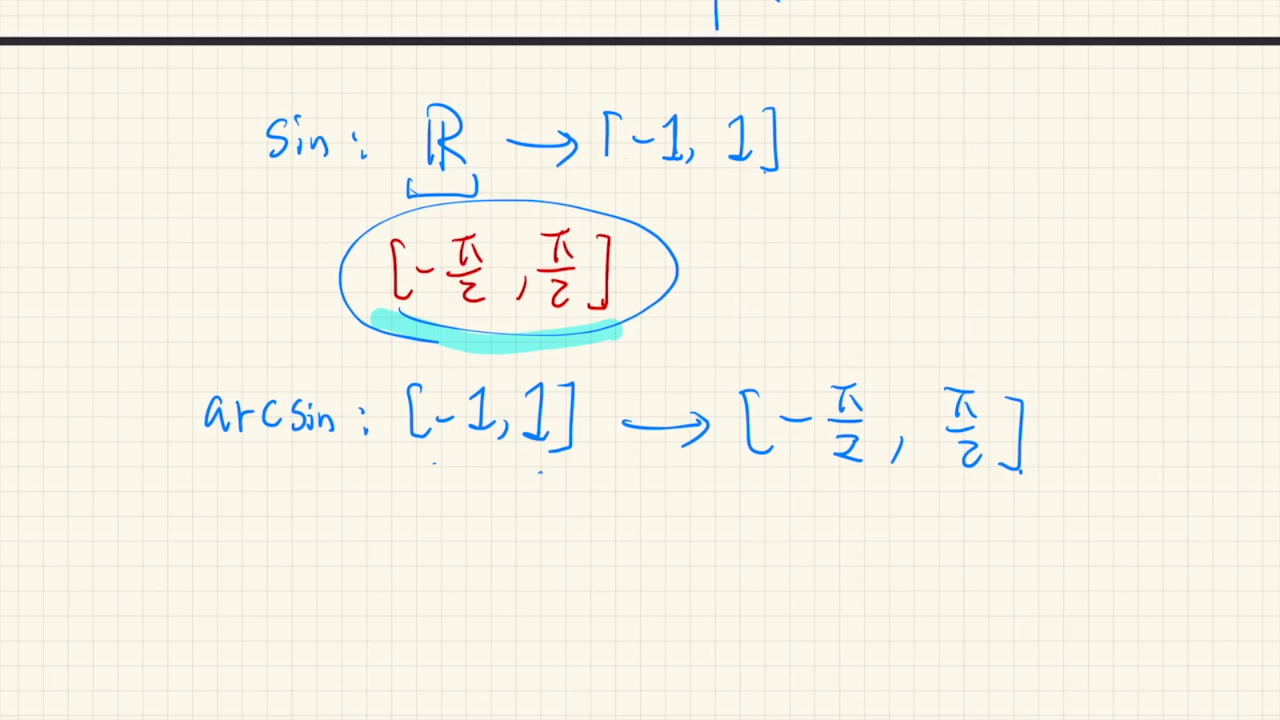 sin: ℝ → [-1, 1]
[-π/2, π/2]
arcsin: [-1, 1] → [-π/2, π/2]